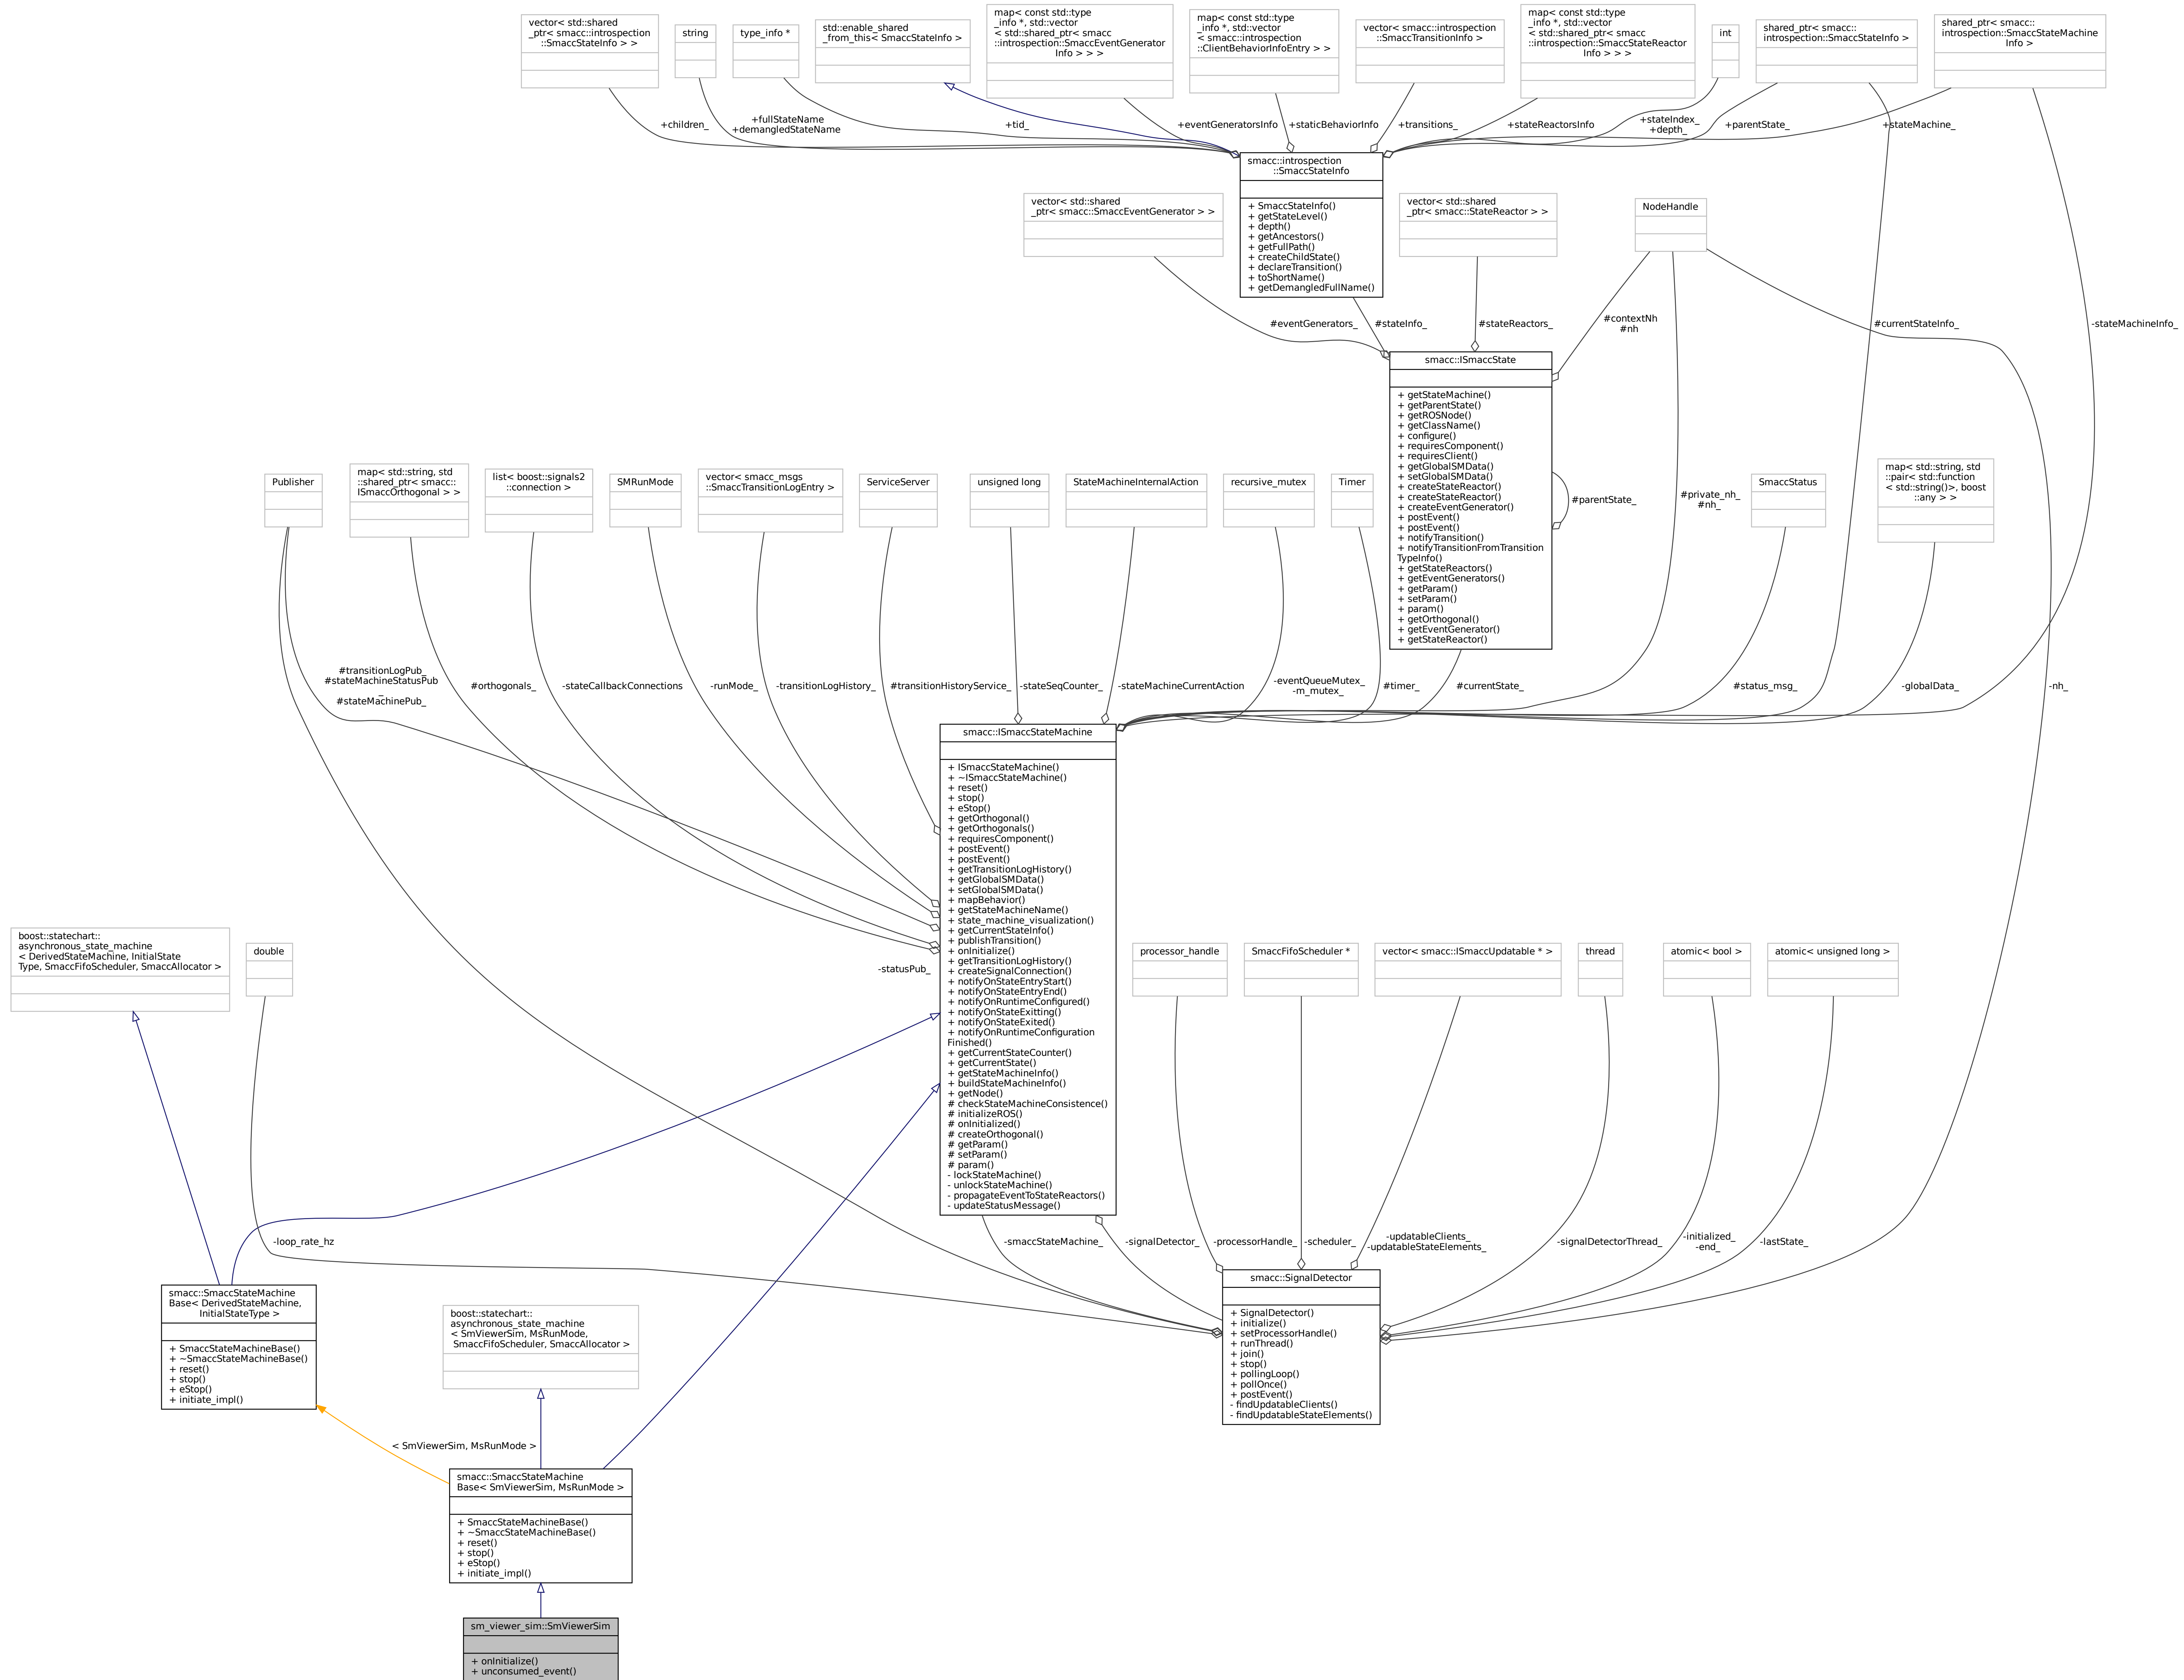 vector< std::shared
_ptr< smacc::introspection
::SmaccStateInfo > >
string
type_info *
std::enable_shared
_from_this< SmaccStateInfo >
map< const std::type
_info *, std::vector
< std::shared_ptr< smacc
::introspection::SmaccEventGenerator
Info > > >
map< const std::type
_info *, std::vector
< smacc::introspection
::ClientBehaviorInfoEntry > >
vector< smacc::introspection
::SmaccTransitionInfo >
map< const std::type
_info *, std::vector
< std::shared_ptr< smacc
::introspection::SmaccStateReactor
Info > > >
int
shared_ptr< smacc::
introspection::SmaccStateInfo >
shared_ptr< smacc::
introspection::SmaccStateMachine
Info >
+children_
+fullStateName
+demangledStateName
+tid_
+eventGeneratorsInfo
+staticBehaviorInfo
+transitions_
+stateReactorsInfo
+stateIndex_
+depth_
+parentState_
+stateMachine_
smacc::introspection
::SmaccStateInfo
+ SmaccStateInfo()
+ getStateLevel()
+ depth()
+ getAncestors()
+ getFullPath()
+ createChildState()
+ declareTransition()
+ toShortName()
+ getDemangledFullName()
vector< std::shared
_ptr< smacc::SmaccEventGenerator > >
vector< std::shared
_ptr< smacc::StateReactor > >
NodeHandle
#eventGenerators_
#stateInfo_
#stateReactors_
#contextNh
#nh
#currentStateInfo_
-stateMachineInfo_
smacc::ISmaccState
+ getStateMachine()
+ getParentState()
+ getROSNode()
+ getClassName()
+ configure()
+ requiresComponent()
+ requiresClient()
+ getGlobalSMData()
+ setGlobalSMData()
+ createStateReactor()
+ createStateReactor()
+ createEventGenerator()
+ postEvent()
+ postEvent()
+ notifyTransition()
+ notifyTransitionFromTransition
TypeInfo()
+ getStateReactors()
+ getEventGenerators()
+ getParam()
+ setParam()
+ param()
+ getOrthogonal()
+ getEventGenerator()
+ getStateReactor()
#parentState_
#private_nh_
#nh_
Publisher
map< std::string, std
::shared_ptr< smacc::
ISmaccOrthogonal > >
list< boost::signals2
::connection >
SMRunMode
vector< smacc_msgs
::SmaccTransitionLogEntry >
ServiceServer
unsigned long
StateMachineInternalAction
recursive_mutex
Timer
SmaccStatus
map< std::string, std
::pair< std::function
< std::string()>, boost
::any > >
#transitionLogPub_
#stateMachineStatusPub
_
#stateMachinePub_
#orthogonals_
-stateCallbackConnections
-runMode_
-transitionLogHistory_
#transitionHistoryService_
-stateSeqCounter_
-stateMachineCurrentAction
-eventQueueMutex_
-m_mutex_
#timer_
#currentState_
#status_msg_
-globalData_
-nh_
smacc::ISmaccStateMachine
+ ISmaccStateMachine()
+ ~ISmaccStateMachine()
+ reset()
+ stop()
+ eStop()
+ getOrthogonal()
+ getOrthogonals()
+ requiresComponent()
+ postEvent()
+ postEvent()
+ getTransitionLogHistory()
+ getGlobalSMData()
+ setGlobalSMData()
+ mapBehavior()
+ getStateMachineName()
+ state_machine_visualization()
+ getCurrentStateInfo()
+ publishTransition()
+ onInitialize()
+ getTransitionLogHistory()
+ createSignalConnection()
+ notifyOnStateEntryStart()
+ notifyOnStateEntryEnd()
+ notifyOnRuntimeConfigured()
+ notifyOnStateExitting()
+ notifyOnStateExited()
+ notifyOnRuntimeConfiguration
Finished()
+ getCurrentStateCounter()
+ getCurrentState()
+ getStateMachineInfo()
+ buildStateMachineInfo()
+ getNode()
# checkStateMachineConsistence()
# initializeROS()
# onInitialized()
# createOrthogonal()
# getParam()
# setParam()
# param()
- lockStateMachine()
- unlockStateMachine()
- propagateEventToStateReactors()
- updateStatusMessage()
boost::statechart::
asynchronous_state_machine
< DerivedStateMachine, InitialState
Type, SmaccFifoScheduler, SmaccAllocator >
double
-statusPub_
processor_handle
SmaccFifoScheduler *
vector< smacc::ISmaccUpdatable * >
thread
atomic< bool >
atomic< unsigned long >
-loop_rate_hz
-smaccStateMachine_
-signalDetector_
-processorHandle_
-scheduler_
-updatableClients_
-updatableStateElements_
-signalDetectorThread_
-initialized_
-end_
-lastState_
smacc::SignalDetector
+ SignalDetector()
+ initialize()
+ setProcessorHandle()
+ runThread()
+ join()
+ stop()
+ pollingLoop()
+ pollOnce()
+ postEvent()
- findUpdatableClients()
- findUpdatableStateElements()
smacc::SmaccStateMachine
Base< DerivedStateMachine,
InitialStateType >
+ SmaccStateMachineBase()
+ ~SmaccStateMachineBase()
+ reset()
+ stop()
+ eStop()
+ initiate_impl()
boost::statechart::
asynchronous_state_machine
< SmViewerSim, MsRunMode,
SmaccFifoScheduler, SmaccAllocator >
< SmViewerSim, MsRunMode >
smacc::SmaccStateMachine
Base< SmViewerSim, MsRunMode >
+ SmaccStateMachineBase()
+ ~SmaccStateMachineBase()
+ reset()
+ stop()
+ eStop()
+ initiate_impl()
sm_viewer_sim::SmViewerSim
+ onInitialize()
+ unconsumed_event()